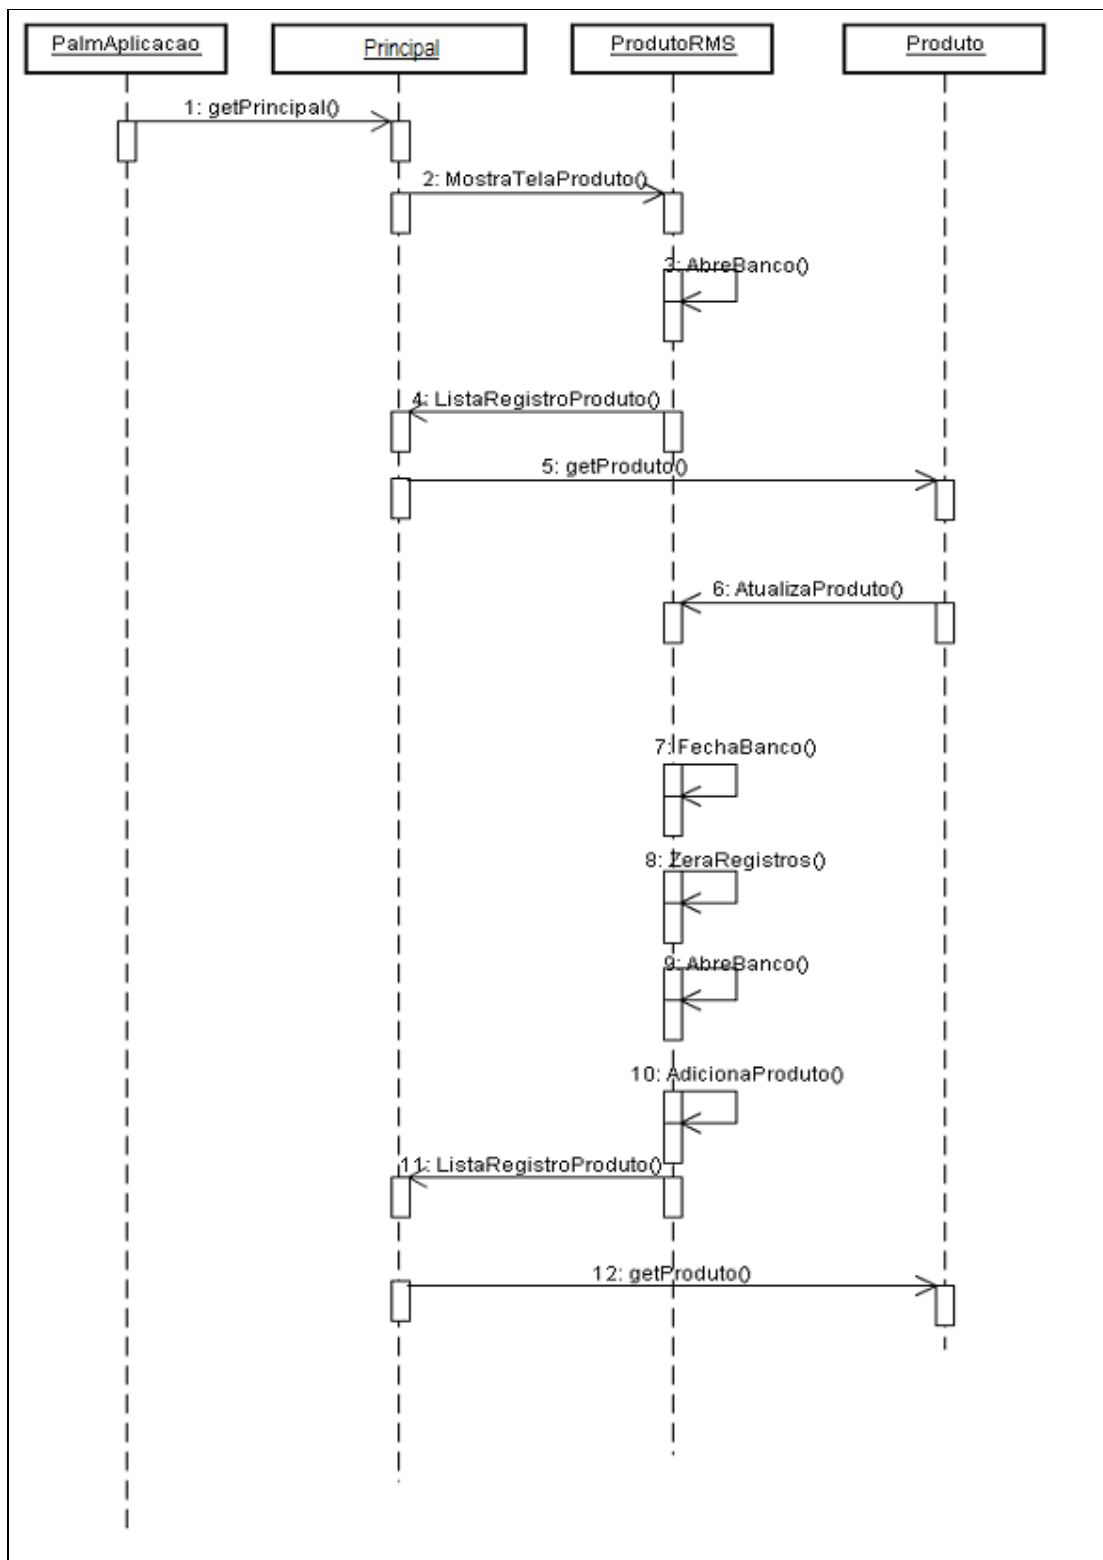 PalmAplicacao
Principal
ProdutoRMS
Produto
1: getPrincipal()
2: MostraTelaProduto()
3: AbreBanco()
4: ListaRegistroProduto()
5: getProduto()
6: AtualizaProduto()
7: FechaBanco()
8: ZeraRegistros()
9: AbreBanco()
10: AdicionaProduto()
11: ListaRegistroProduto()
12: getProduto()